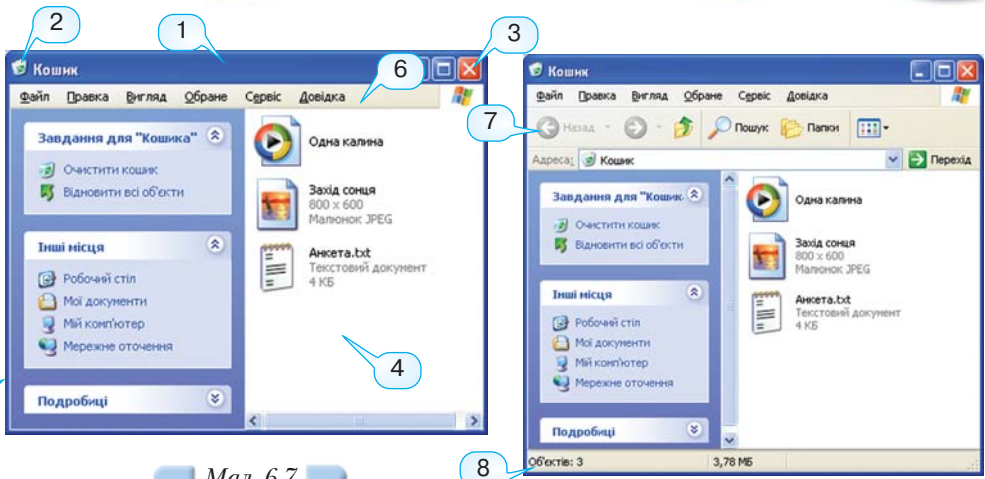 2
1
3
Кошик
6
Файл Правка Вигляд Обране Сервіс Довідка
Завдання для "Кошика"
Очистити кошик
Відновити всі об'єкти
Інші місця
Робочий стіл
Мої документи
Мій комп'ютер
Мережне оточення
Подробиці
Одна калина
Захід сонця
800 x 600
Малюнок JPEG
Анкета.txt
Текстовий документ
4 КБ
4
Мал. 6.7
Кошик
Файл Правка Вигляд Обране Сервіс Довідка
7
Назад Пошук Папки
Адреса: Кошик Перехід
Завдання для "Кошик
Очистити кошик
Відновити всі об'єкти
Інші місця
Робочий стіл
Мої документи
Мій комп'ютер
Мережне оточення
Подробиці
Одна калина
Захід сонця
800 x 600
Малюнок JPEG
Анкета.txt
Текстовий документ
4 КБ
8
Об'єктів: 3 3,78 МБ